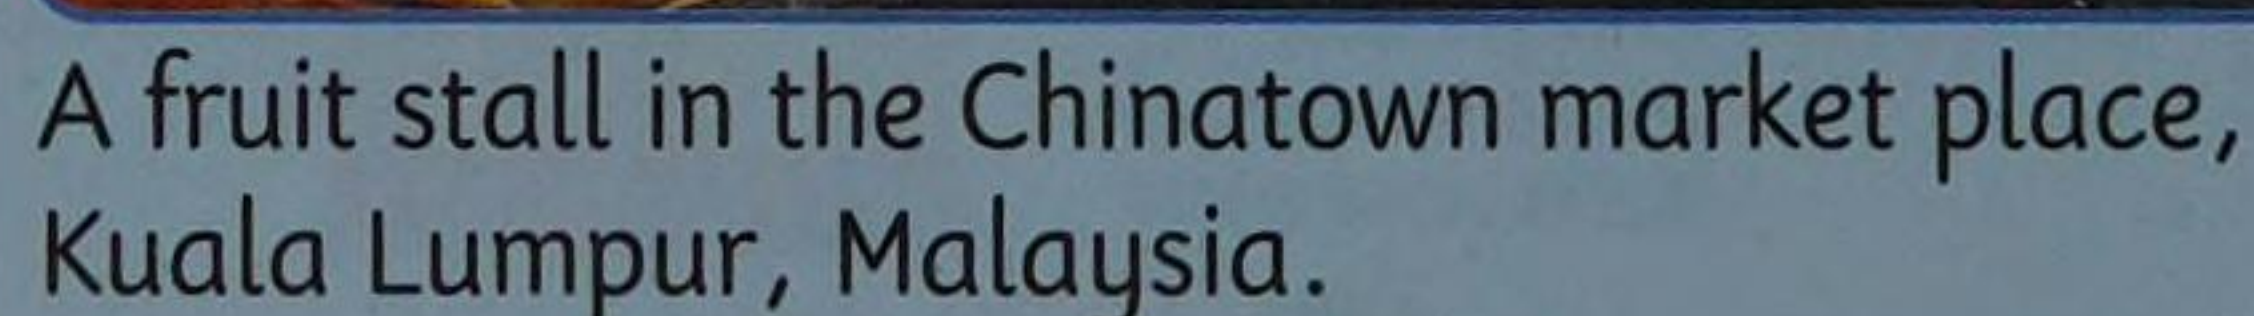 A fruit stall in the Chinatown market place,
Kuala Lumpur, Malaysia.